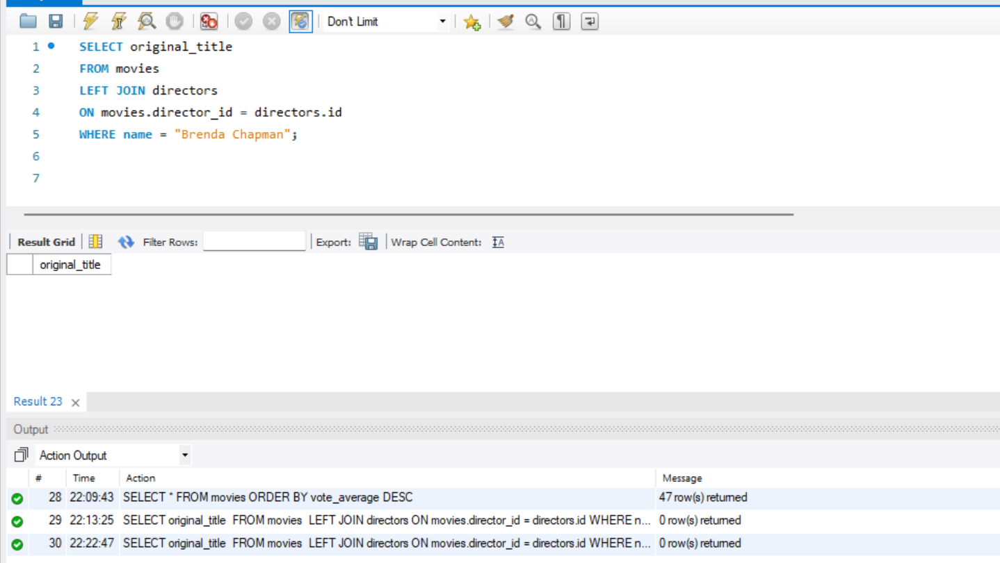 Don't Limit
1 SELECT original_title
2 FROM movies
3 LEFT JOIN directors
4 ON movies.director_id = directors.id
5 WHERE name = "Brenda Chapman";
6
7
Result Grid Filter Rows: Export: Wrap Cell Content: IA
original_title
Result 23
Output
Action Output
# Time Action Message
28 22:09:43 SELECT * FROM movies ORDER BY vote_average DESC 47 row(s) returned
29 22:13:25 SELECT original_title FROM movies LEFT JOIN directors ON movies.director_id = directors.id WHERE n... 0 row(s) returned
30 22:22:47 SELECT original_title FROM movies LEFT JOIN directors ON movies.director_id = directors.id WHERE n... 0 row(s) returned